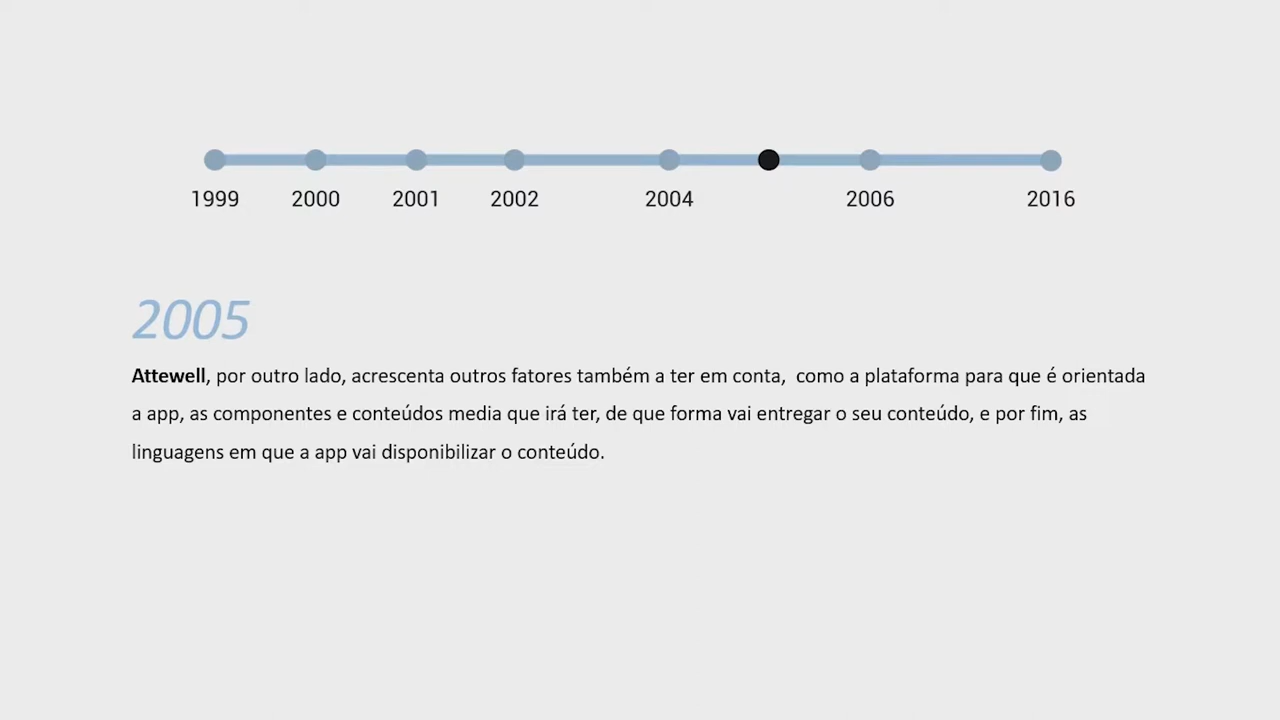 1999 2000 2001 2002 2004 2006 2016
2005
Attewell, por outro lado, acrescenta outros fatores também a ter em conta,  como a plataforma para que é orientada
a app, as componentes e conteúdos media que irá ter, de que forma vai entregar o seu conteúdo, e por fim, as
linguagens em que a app vai disponibilizar o conteúdo.